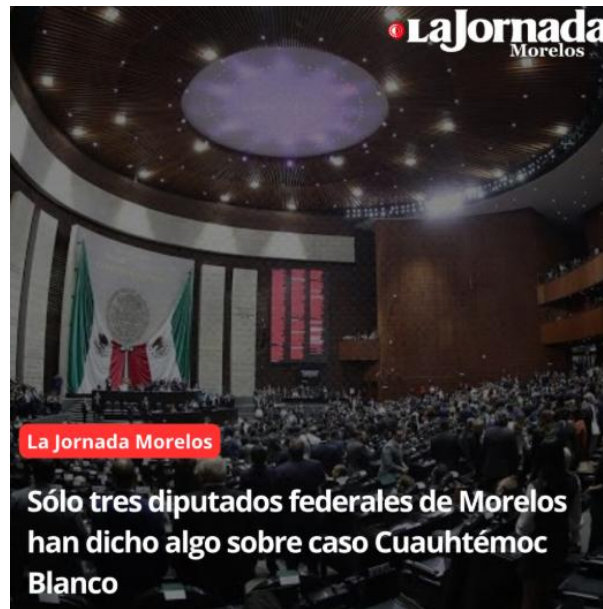 LaJornada
Morelos
La Jornada Morelos
Sólo tres diputados federales de Morelos
han dicho algo sobre caso Cuauhtémoc
Blanco